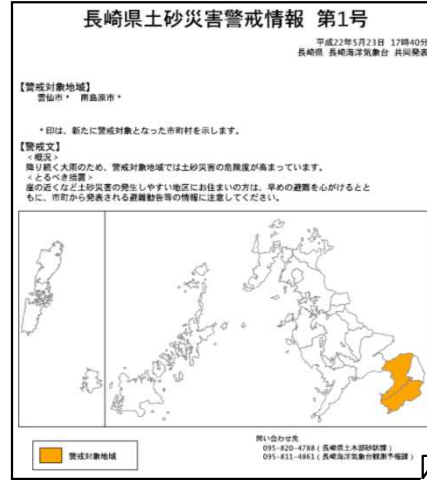 長崎県土砂災害警戒情報 第1号
平成22年5月23日 17時40分
長崎県 長崎海洋気象台 共同発表
【警戒対象地域】
雲仙市* 南島原市*
*印は、新たに警戒対象となった市町村を示します。
【警戒文】
<概況>
降り続く大雨のため、警戒対象地域では土砂災害の危険度が高まっています。
<とるべき措置>
崖の近くなど土砂災害の発生しやすい地区にお住まいの方は、早めの避難を心がけるとと
もに、市町から発表される避難勧告等の情報に注意してください。
警戒対象地域
問い合わせ先
095-820-4788(長崎県土木部砂防課)
095-811-4861(長崎海洋気象台観測予報課)